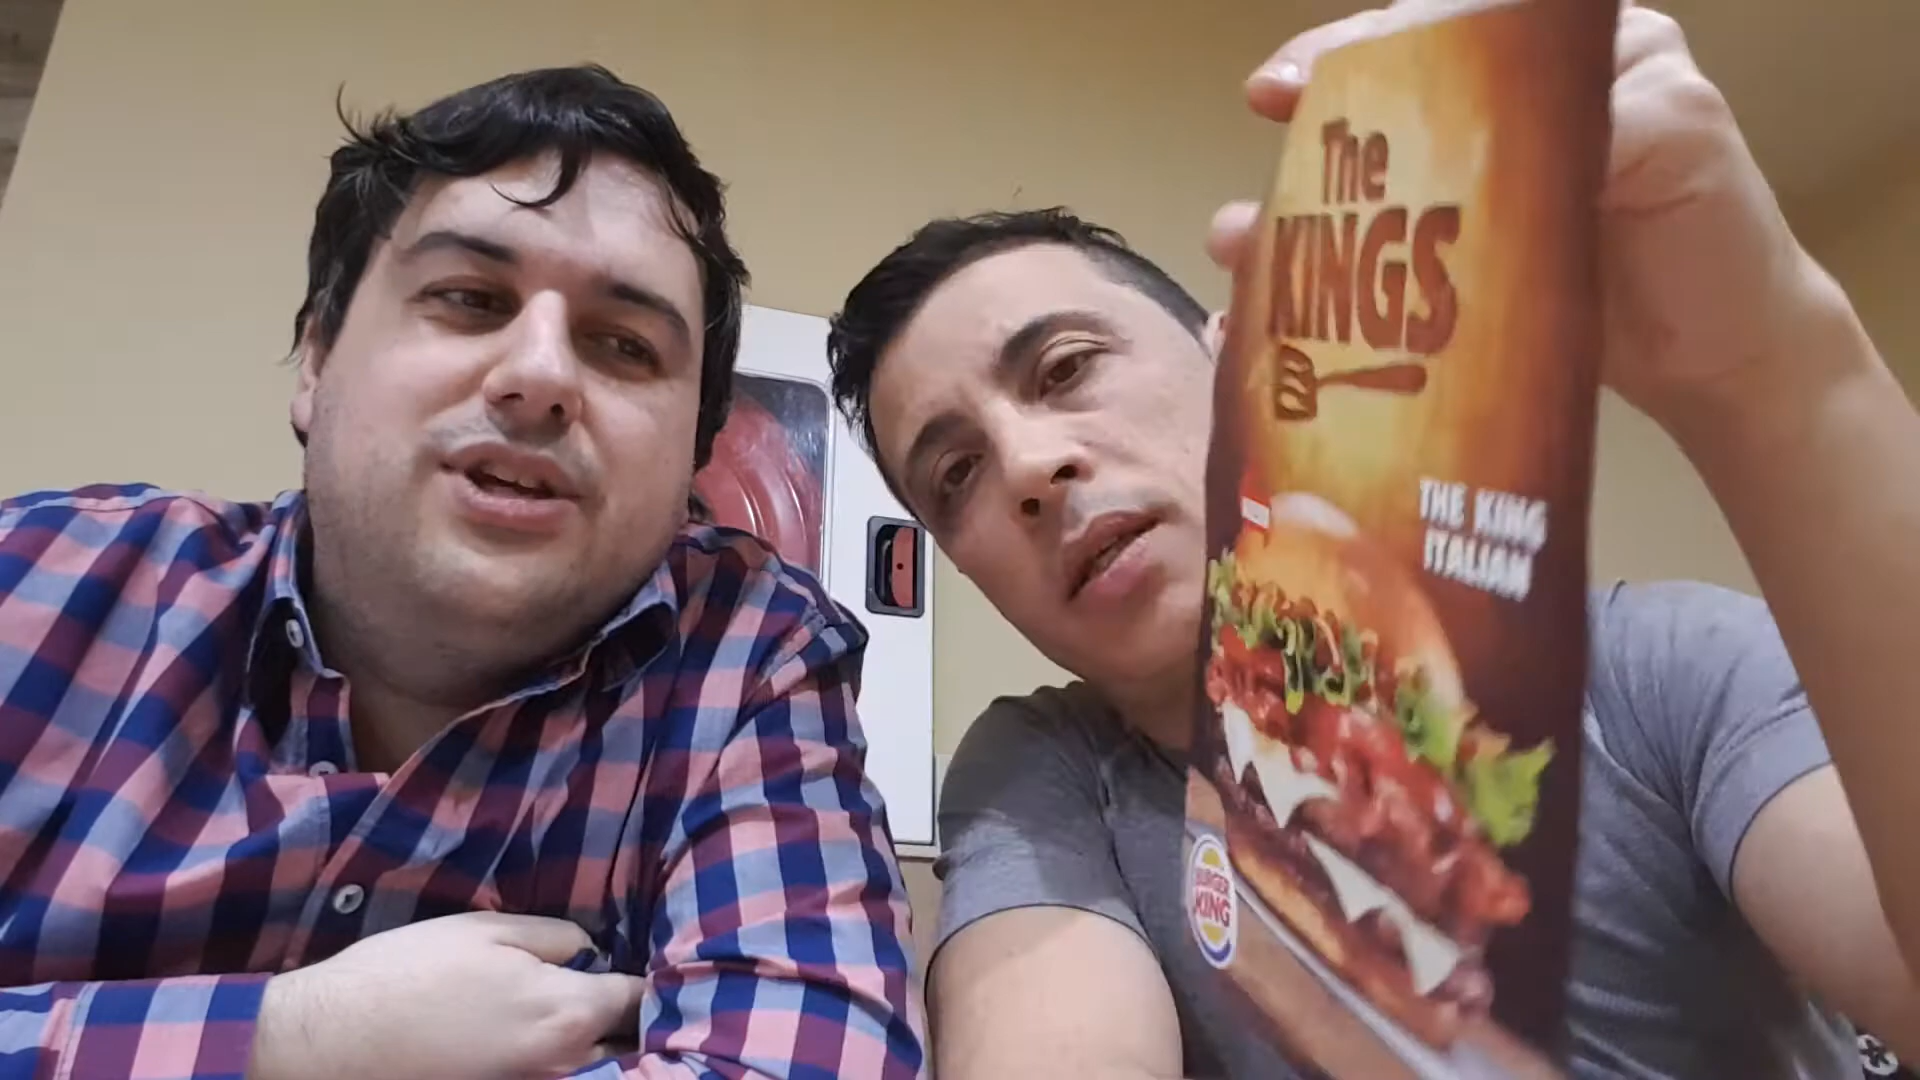 The
KINGS
THE KING
ITALIAN
BURGER
KING